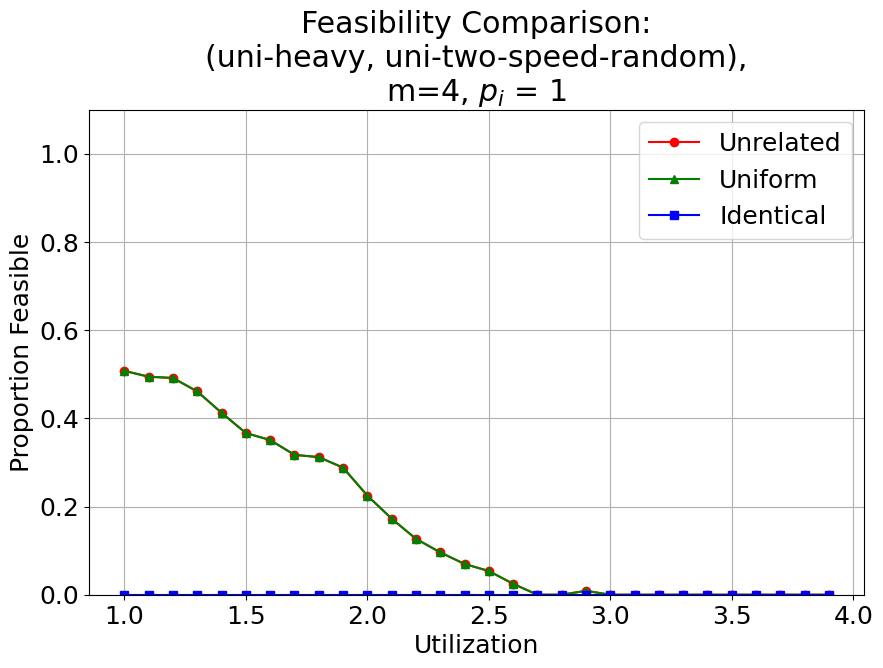 Feasibility Comparison:
(uni-heavy, uni-two-speed-random),
m=4, $p_i$ = 1
Unrelated
Uniform
Identical
Proportion Feasible
1.0
0.8
0.6
0.4
0.2
0.0
1.0 1.5 2.0 2.5 3.0 3.5 4.0
Utilization